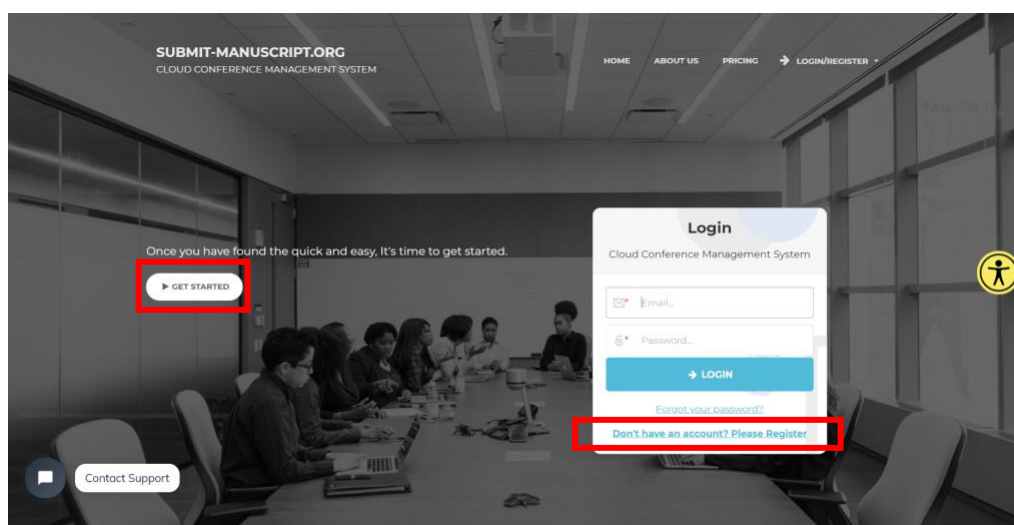 SUBMIT-MANUSCRIPT.ORG
CLOUD CONFERENCE MANAGEMENT SYSTEM
HOME ABOUT US PRICING LOGIN/REGISTER
Login
Cloud Conference Management System
Once you have found the quick and easy, It's time to get started.
GET STARTED
Email...
Password...
LOGIN
Forgot your password?
Don't have an account? Please Register
Contact Support